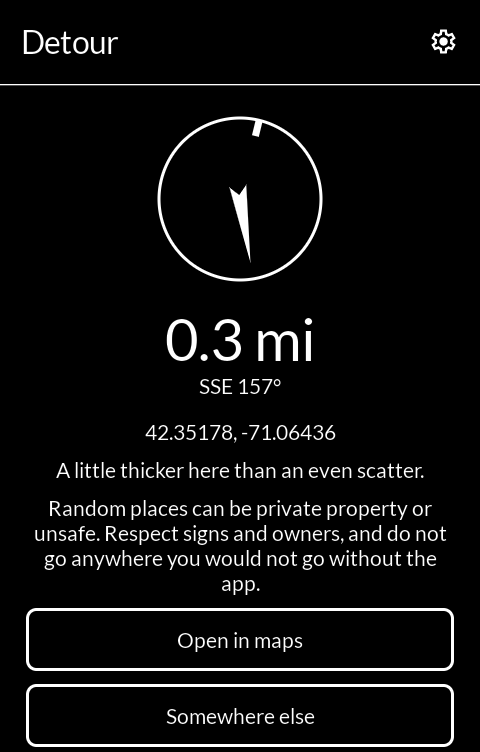 Detour
0.3 mi
SSE 157°
42.35178, -71.06436
A little thicker here than an even scatter.
Random places can be private property or
unsafe. Respect signs and owners, and do not
go anywhere you would not go without the
app.
Open in maps
Somewhere else